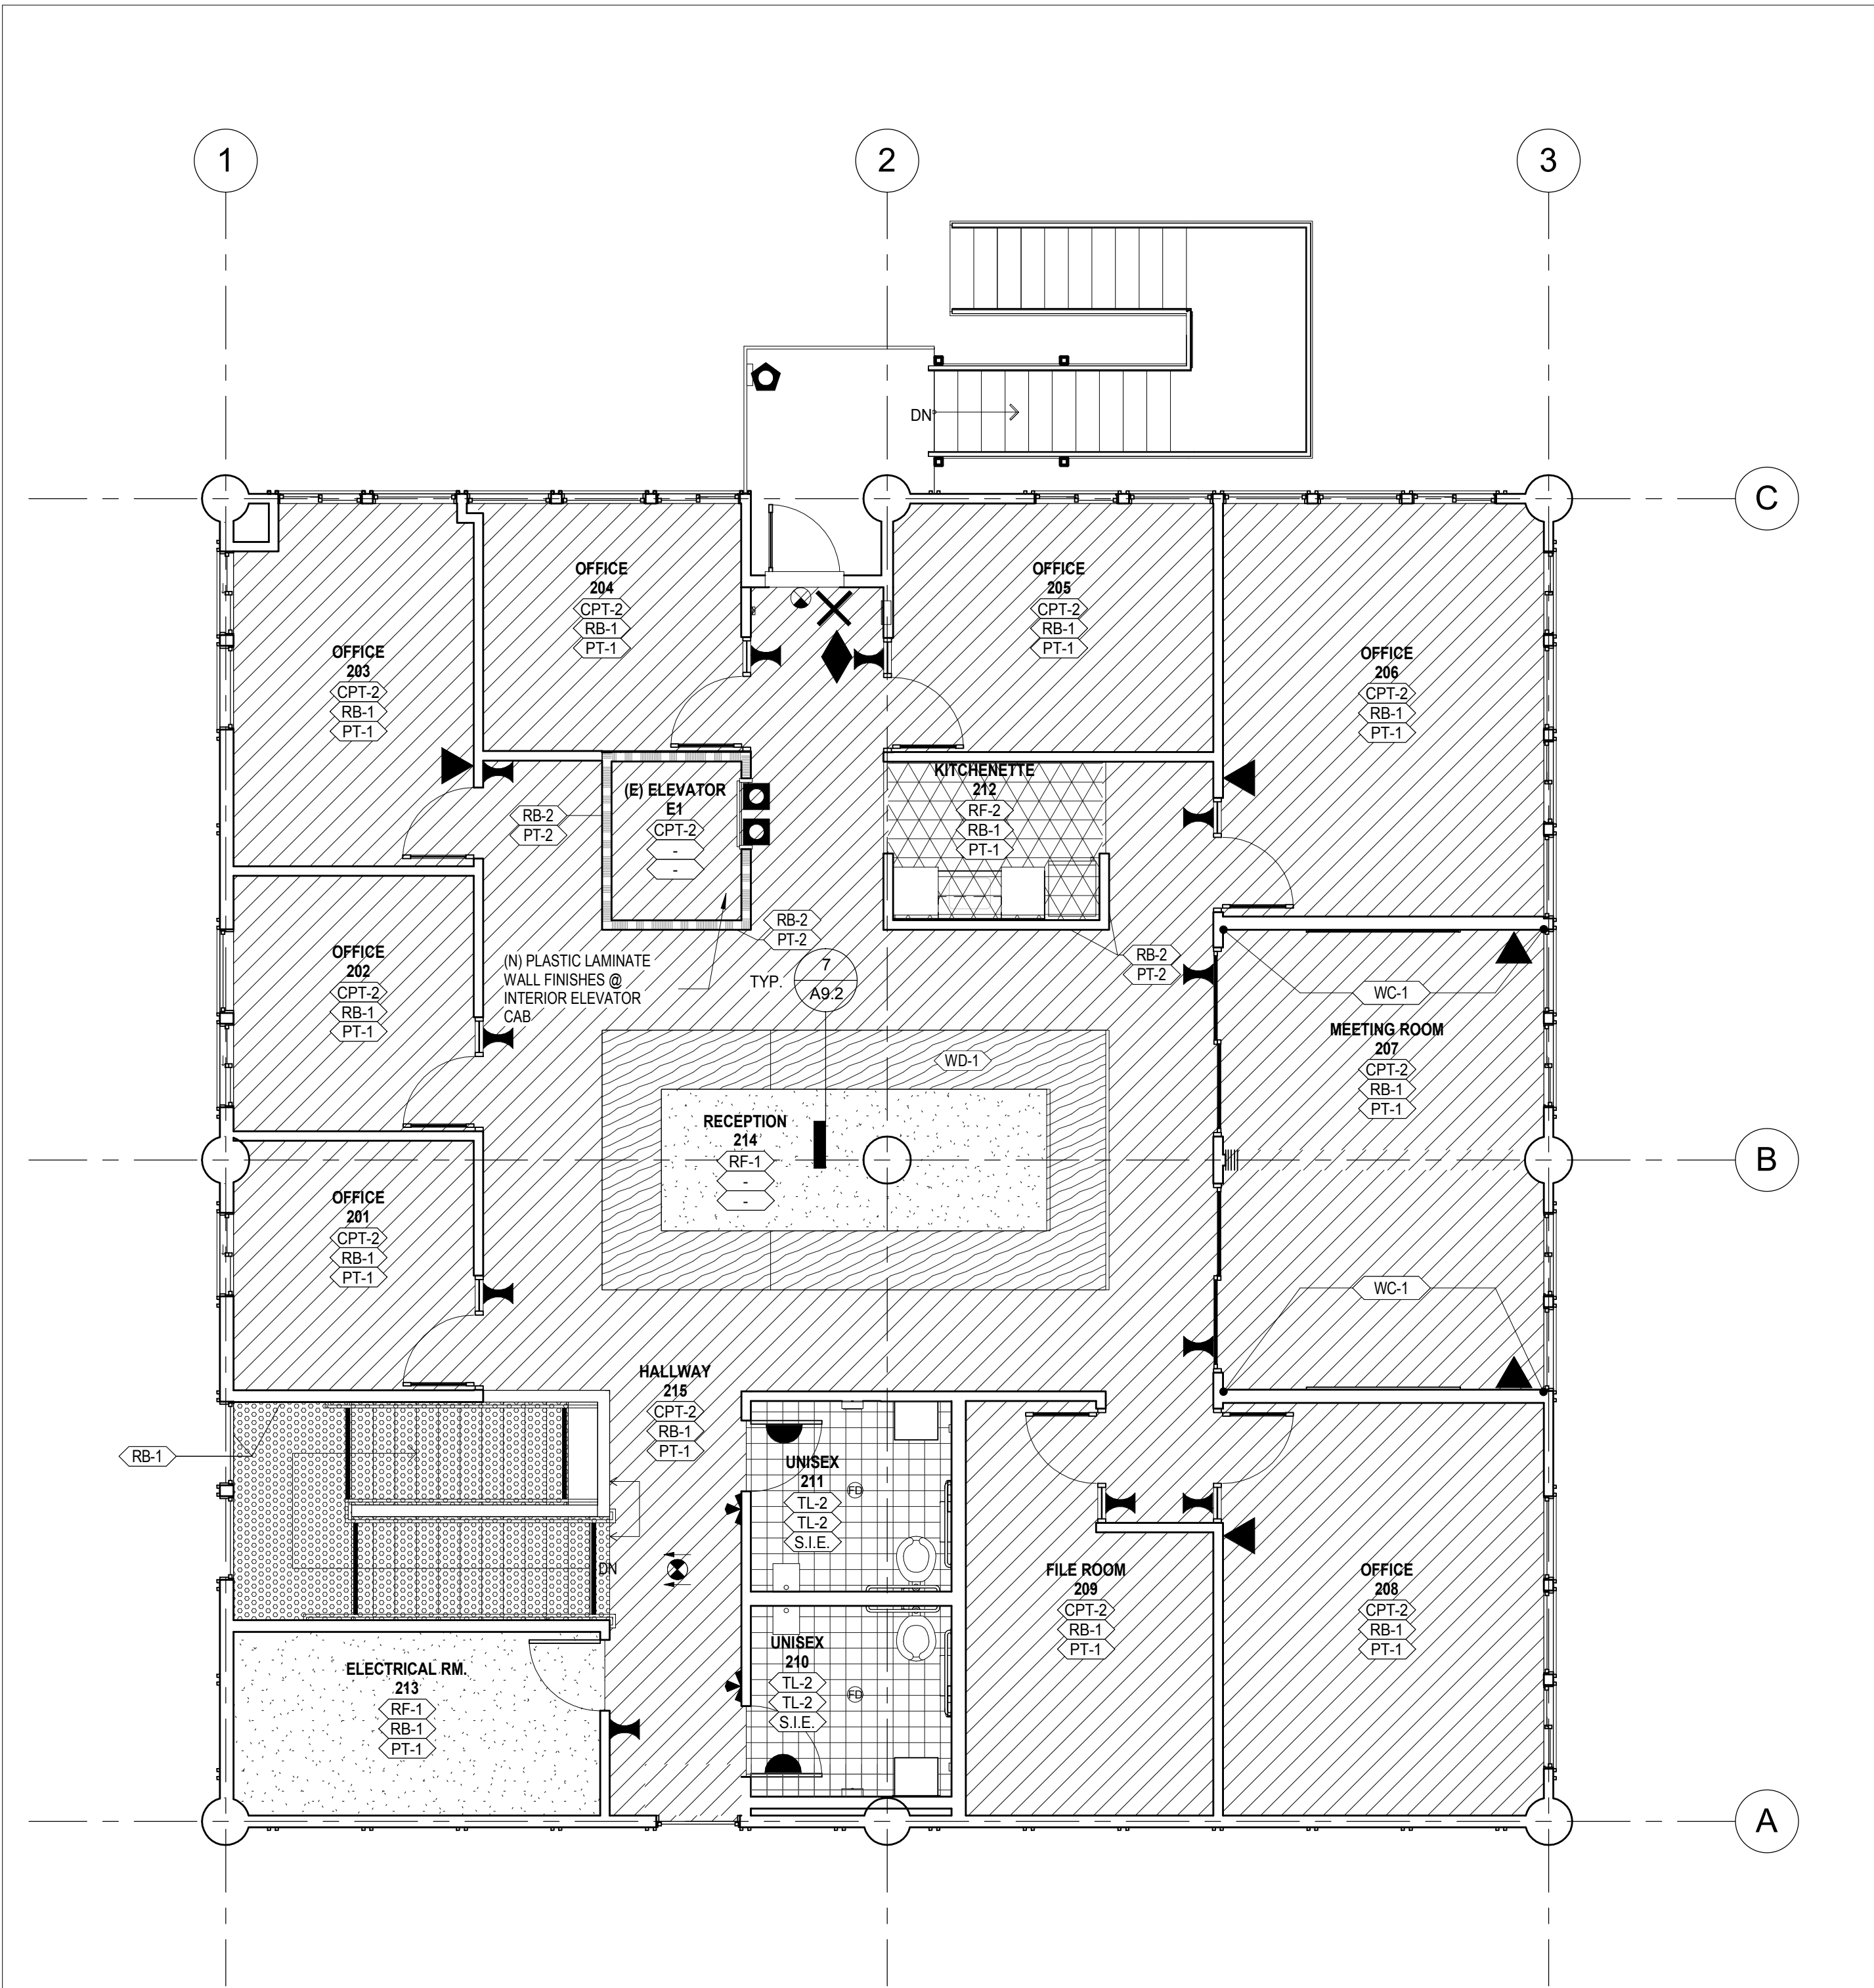 1
2
3
DN
C
OFFICE
204
CPT-2
RB-1
PT-1
OFFICE
205
CPT-2
RB-1
PT-1
OFFICE
203
CPT-2
RB-1
PT-1
OFFICE
206
CPT-2
RB-1
PT-1
(E) ELEVATOR
E1
CPT-2
-
-
RB-2
PT-2
KITCHENETTE
212
RF-2
RB-1
PT-1
RB-2
PT-2
RB-2
PT-2
OFFICE
202
CPT-2
RB-1
PT-1
(N) PLASTIC LAMINATE
WALL FINISHES @
INTERIOR ELEVATOR
CAB
TYP.
7
A9.2
WC-1
MEETING ROOM
207
CPT-2
RB-1
PT-1
WD-1
RECEPTION
214
RF-1
-
-
B
OFFICE
201
CPT-2
RB-1
PT-1
WC-1
HALLWAY
215
CPT-2
RB-1
PT-1
RB-1
UNISEX
211
TL-2
TL-2
S.I.E.
FD
DN
FILE ROOM
209
CPT-2
RB-1
PT-1
OFFICE
208
CPT-2
RB-1
PT-1
UNISEX
210
TL-2
TL-2
S.I.E.
FD
ELECTRICAL RM.
213
RF-1
RB-1
PT-1
A